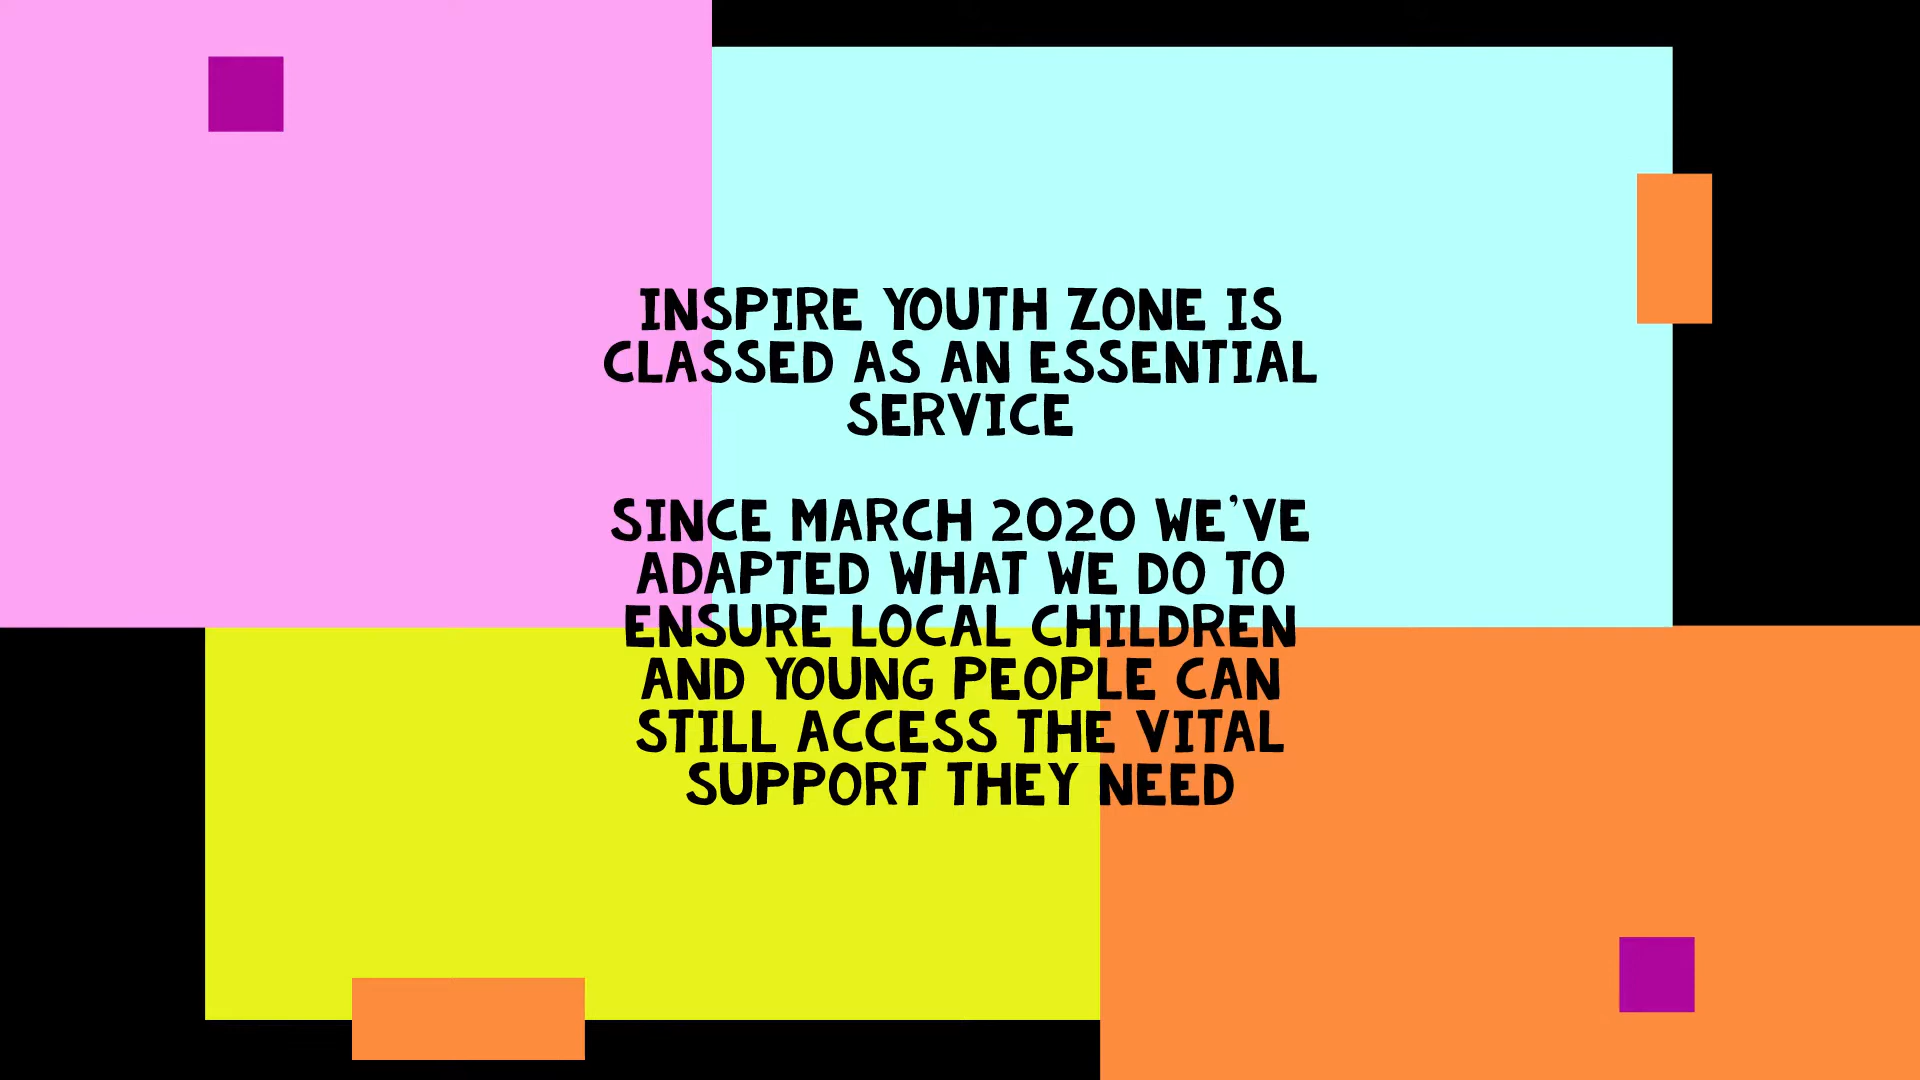 INSPIRE YOUTH ZONE IS
CLASSED AS AN ESSENTIAL
SERVICE
SINCE MARCH 2020 WE'VE
ADAPTED WHAT WE DO TO
ENSURE LOCAL CHILDREN
AND YOUNG PEOPLE CAN
STILL ACCESS THE VITAL
SUPPORT THEY NEED